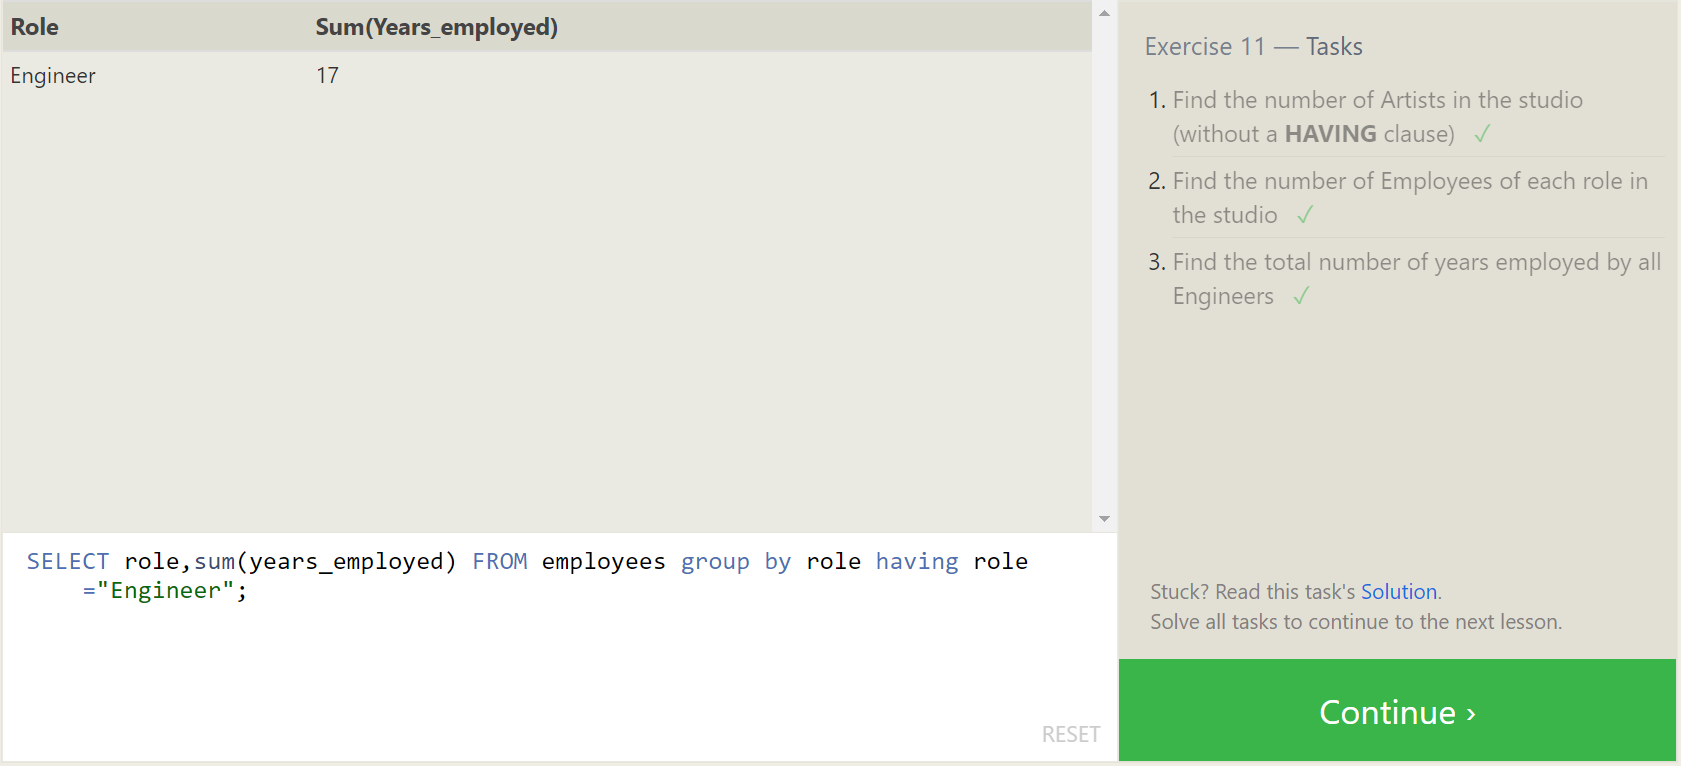 Role Sum(Years_employed)
Engineer 17
SELECT role,sum(years_employed) FROM employees group by role having role
="Engineer";
RESET
Exercise 11 — Tasks
1. Find the number of Artists in the studio
(without a HAVING clause) ✓
2. Find the number of Employees of each role in
the studio ✓
3. Find the total number of years employed by all
Engineers ✓
Stuck? Read this task's Solution.
Solve all tasks to continue to the next lesson.
Continue ›